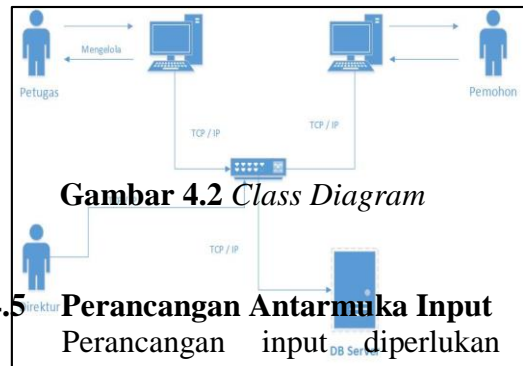 Mengelola
Petugas
Pemohon
TCP / IP
TCP / IP
Gambar 4.2 Class Diagram
TCP / IP
Direktur
.5 Perancangan Antarmuka Input
Perancangan input diperlukan
DB Server